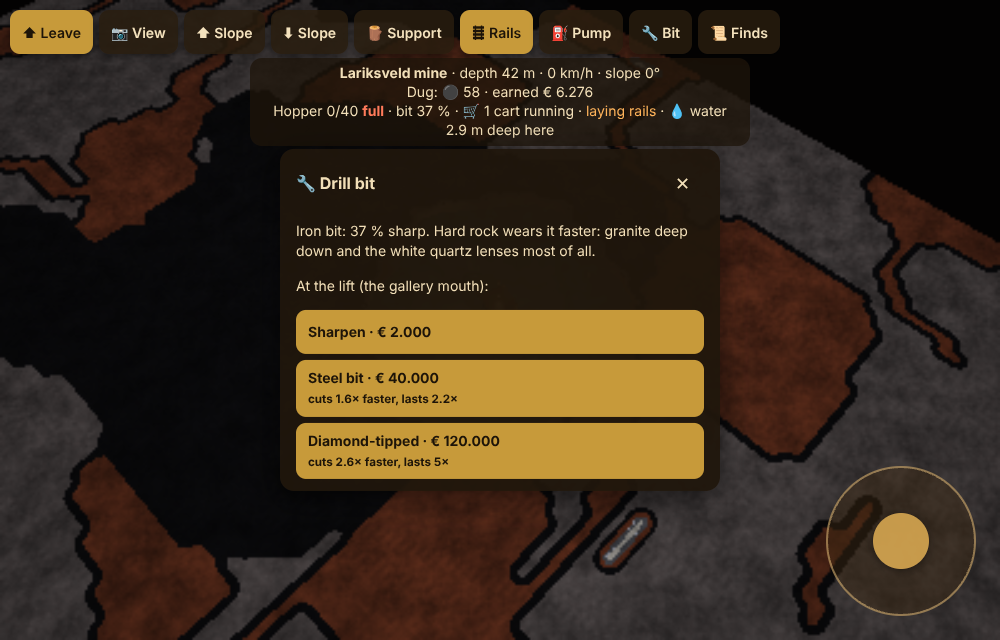 ⬆ Leave
📷 View
⬆ Slope
⬇ Slope
🪵 Support
🛤 Rails
⛽ Pump
🔧 Bit
📜 Finds
Lariksveld mine · depth 42 m · 0 km/h · slope 0°
Dug: ⚫ 58 · earned € 6.276
Hopper 0/40 full · bit 37 % · 🛒 1 cart running · laying rails · 💧 water
2.9 m deep here
🔧 Drill bit
✕
Iron bit: 37 % sharp. Hard rock wears it faster: granite deep
down and the white quartz lenses most of all.
At the lift (the gallery mouth):
Sharpen · € 2.000
Steel bit · € 40.000
cuts 1.6× faster, lasts 2.2×
Diamond-tipped · € 120.000
cuts 2.6× faster, lasts 5×